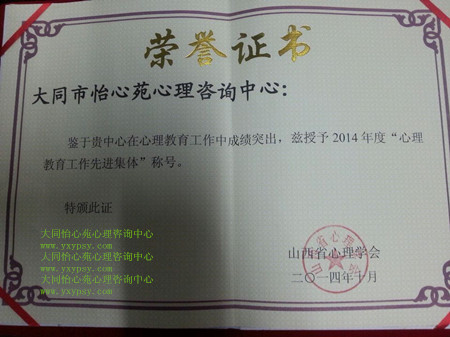 荣誉证书
大同市怡心苑心理咨询中心：
鉴于贵中心在心理教育工作中成绩突出，兹授予2014年度“心理
教育工作先进集体”称号。
特颁此证
大同怡心苑心理咨询中心
www.yxypsy.com
大同怡心苑心理咨询中心
www.yxypsy.com
大同怡心苑心理咨询中心
www.yxypsy.com
山西省心理学会
二〇一四年十月